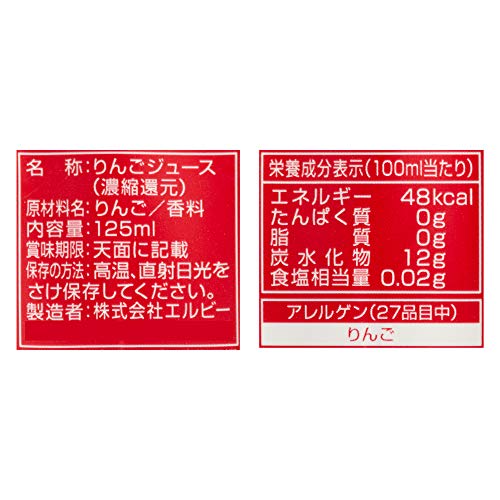 名 称:りんごジュース
(濃縮還元)
原材料名:りんご/香料
内容量:125ml
賞味期限:天面に記載
保存の方法:高温、直射日光を
さけ保存してください。
製造者:株式会社エルビー
栄養成分表示(100ml当たり)
エネルギー 48kcal
たんぱく質 0g
脂質 0g
炭水化物 12g
食塩相当量 0.02g
アレルゲン(27品目中)
りんご